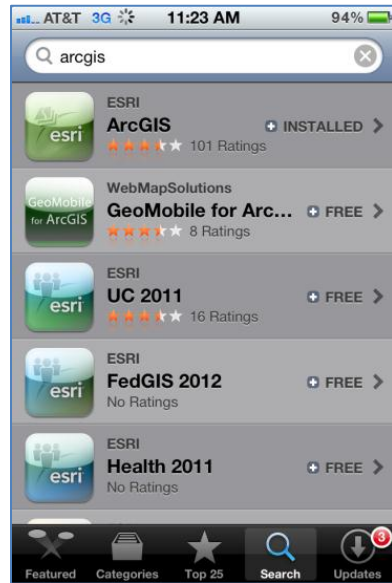 AT&T 3G 11:23 AM 94%
arcgis
esri
ESRI
ArcGIS
INSTALLED
101 Ratings
GeoMobile
for ArcGIS
WebMapSolutions
GeoMobile for Arc...
FREE
8 Ratings
esri
ESRI
UC 2011
FREE
16 Ratings
esri
ESRI
FedGIS 2012
FREE
No Ratings
esri
ESRI
Health 2011
FREE
No Ratings
3
Featured Categories Top 25 Search Updates